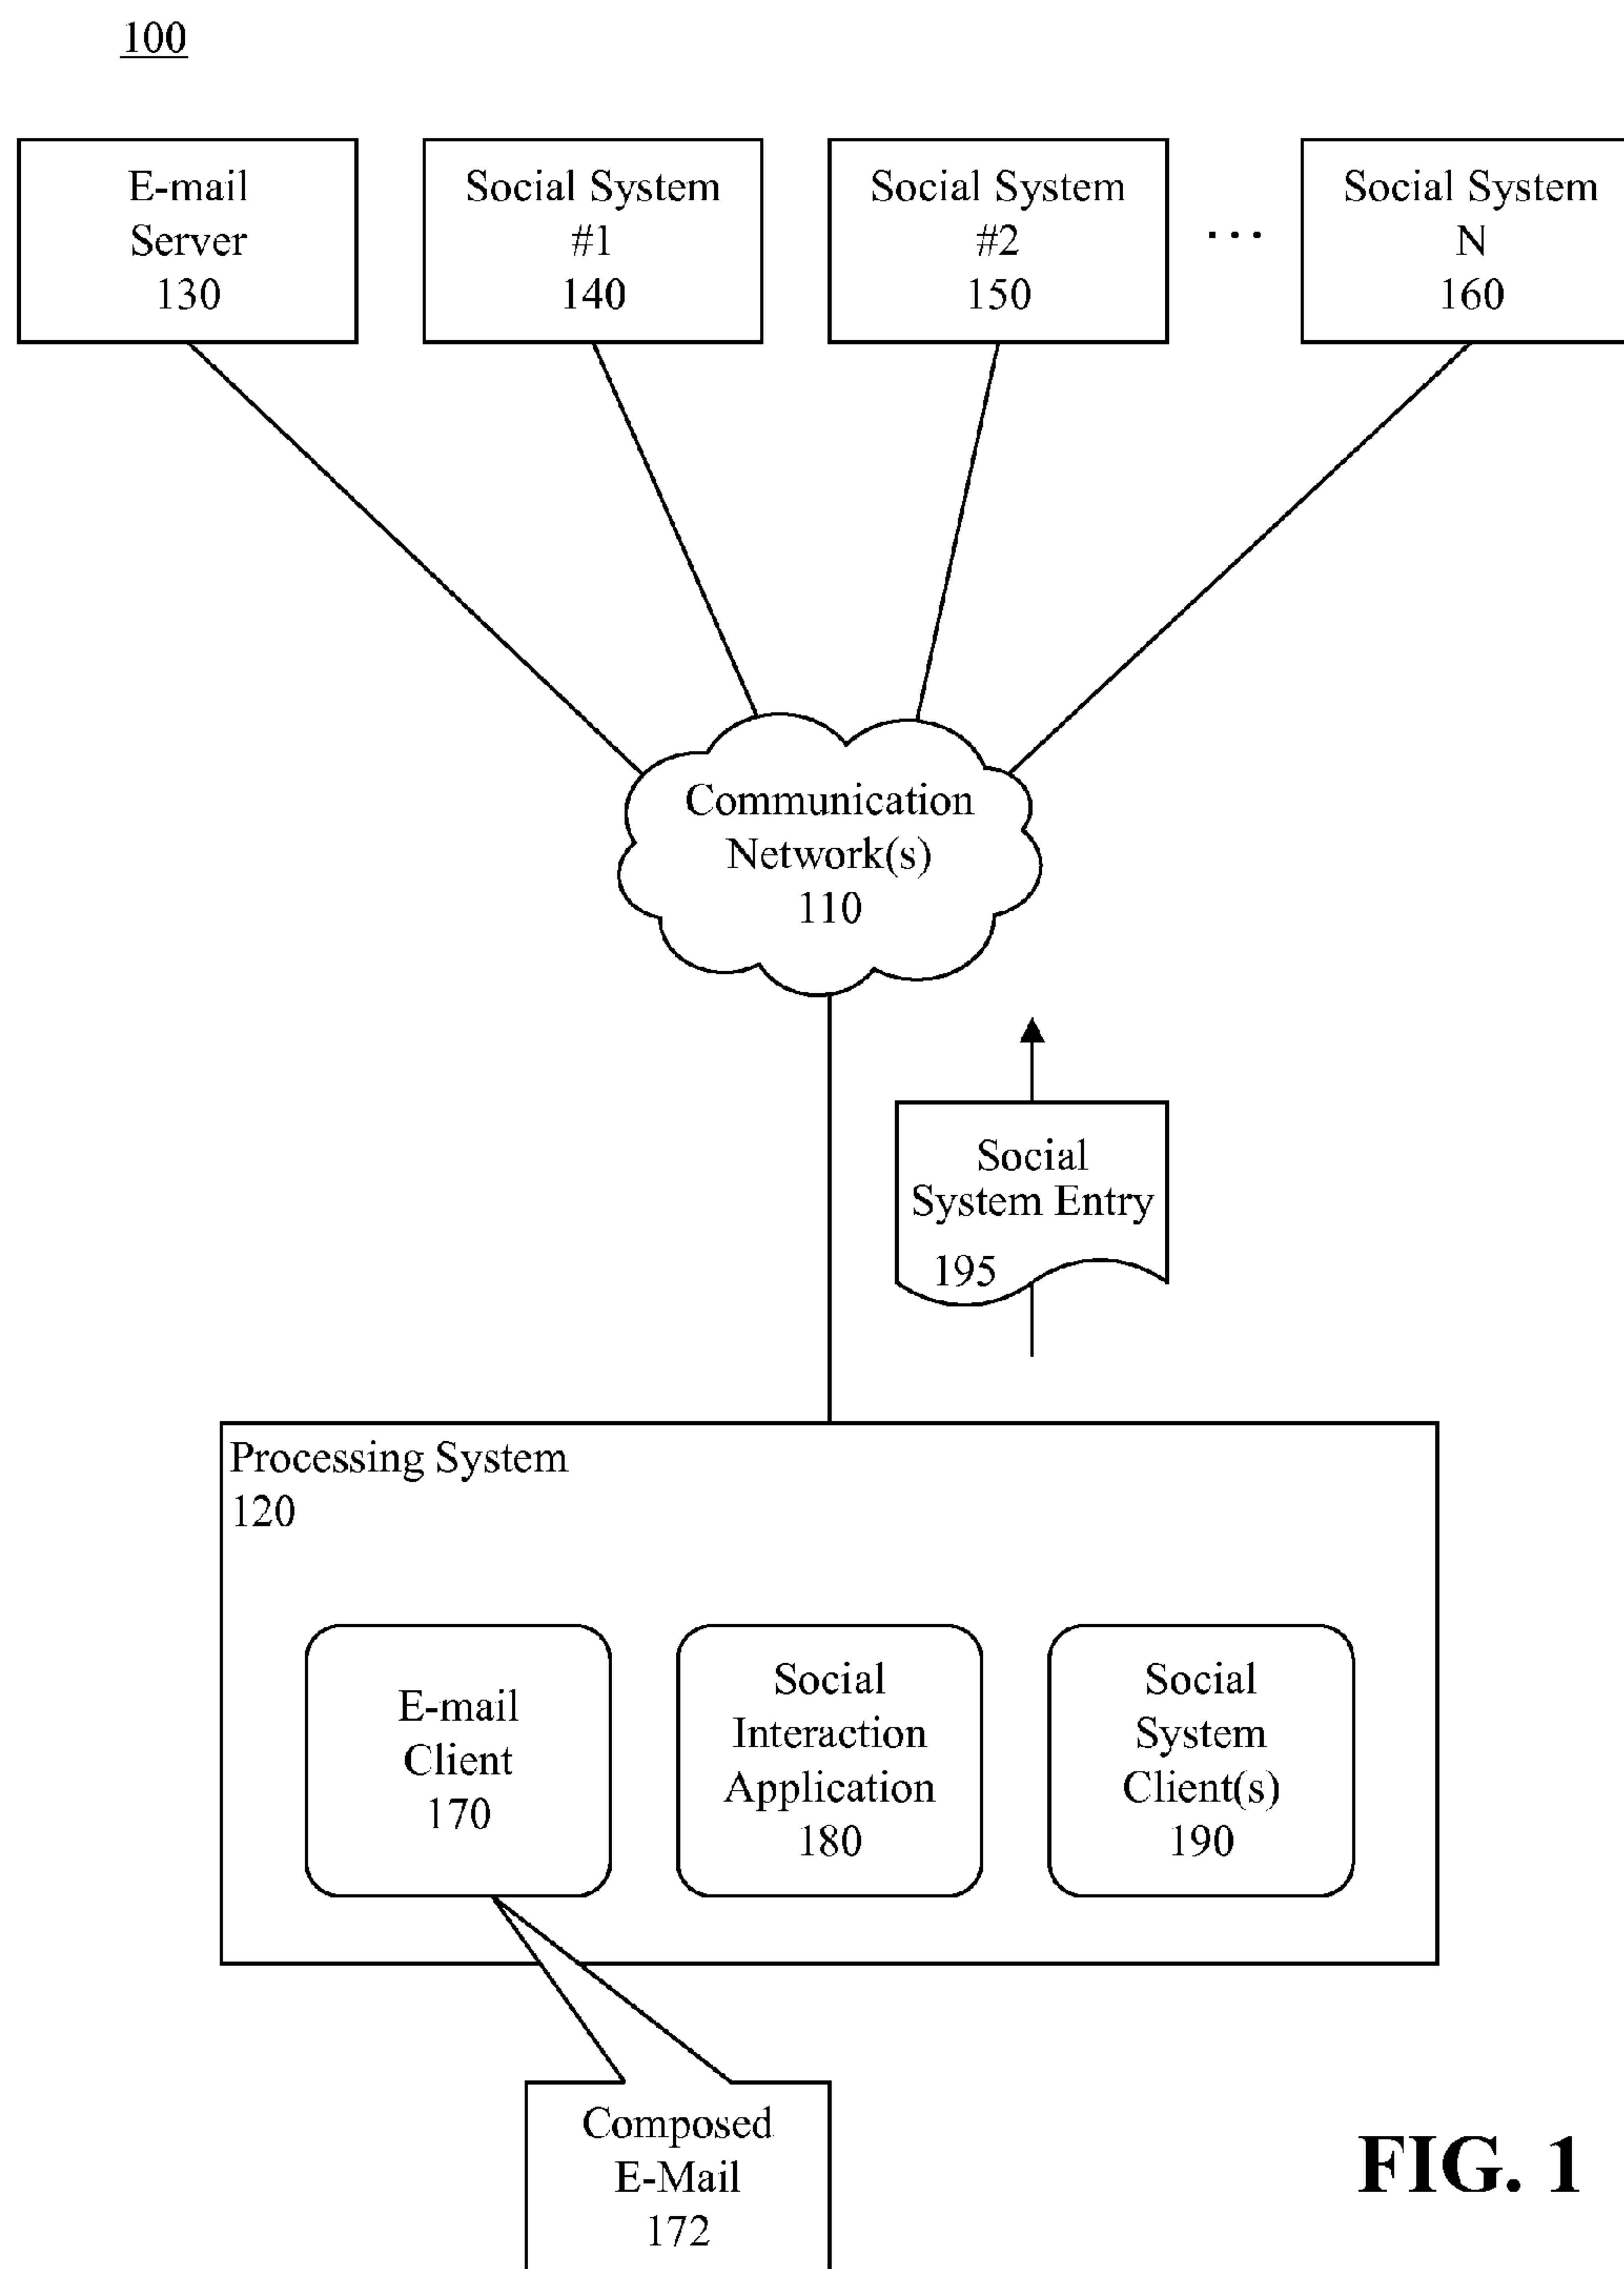 100
E-mail
Server
130
Social System
#1
140
Social System
#2
150
...
Social System
N
160
Communication
Network(s)
110
Social
System Entry
195
Processing System
120
E-mail
Client
170
Social
Interaction
Application
180
Social
System
Client(s)
190
Composed
E-Mail
172
FIG. 1